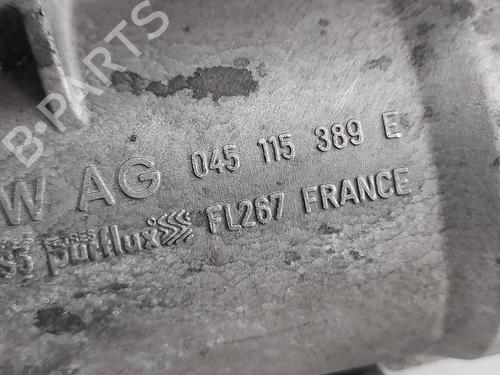 B-PARTS
W AG 045 115 389 E
purflux FL267 FRANCE